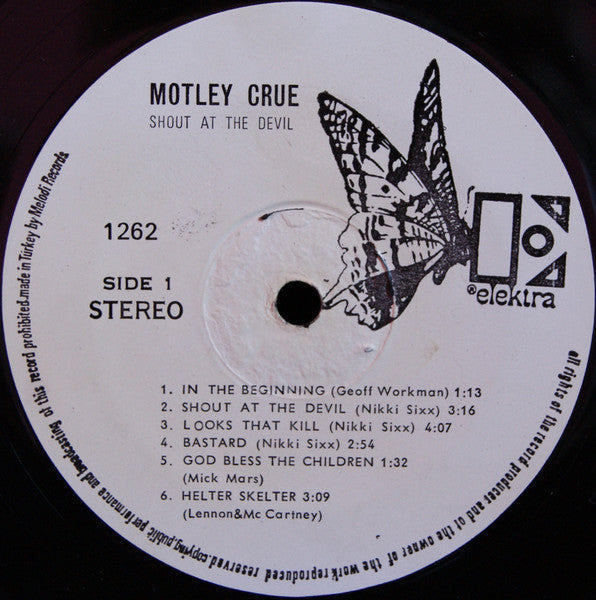 MOTLEY CRUE
SHOUT AT THE DEVIL
1262
SIDE 1
STEREO
® elektra
1. IN THE BEGINNING (Geoff Workman) 1:13
2. SHOUT AT THE DEVIL (Nikki Sixx) 3:16
3. LOOKS THAT KILL (Nikki Sixx) 4:07
4. BASTARD (Nikki Sixx) 2:54
5. GOD BLESS THE CHILDREN 1:32
(Mick Mars)
6. HELTER SKELTER 3:09
(Lennon&Mc Cartney)
all rights of the record producer and of the owner of the work reproduced reserved.copying,public performance and broadcasting of this record prohibited.made in Turkey by Melodi Records